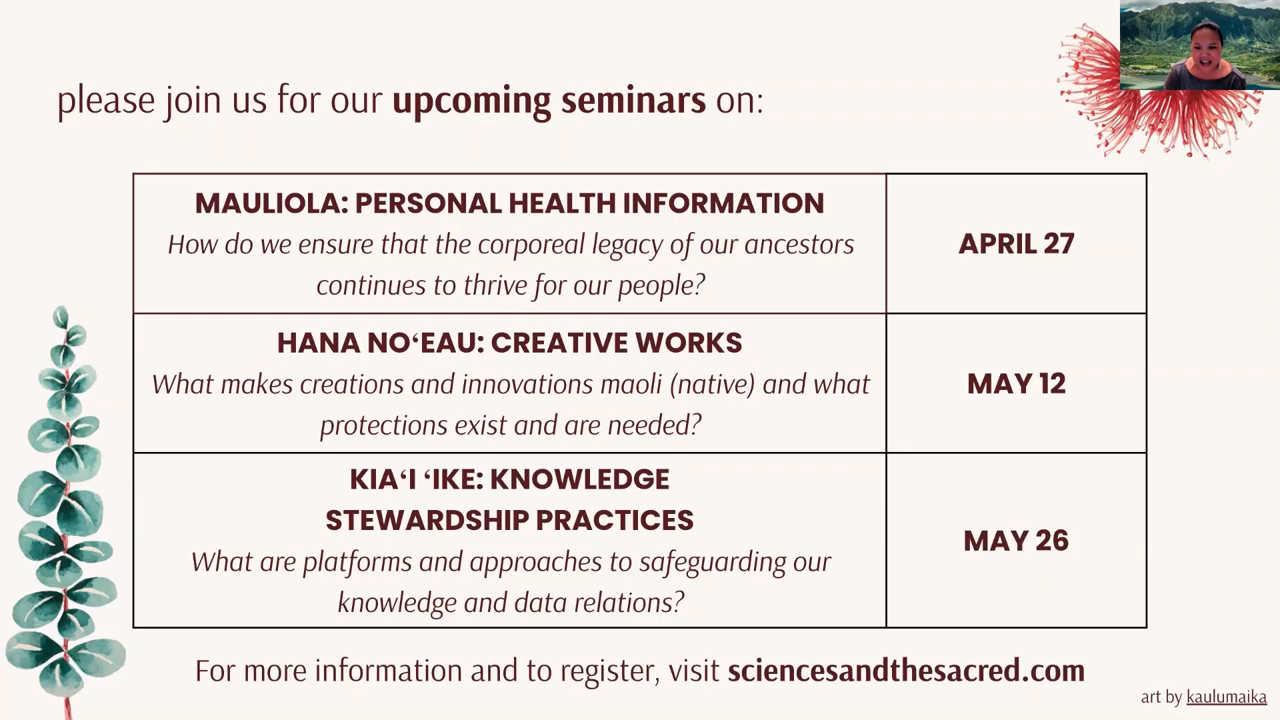 please join us for our upcoming seminars on:
MAULIOLA: PERSONAL HEALTH INFORMATION
How do we ensure that the corporeal legacy of our ancestors
continues to thrive for our people?
APRIL 27
HANA NOʻEAU: CREATIVE WORKS
What makes creations and innovations maoli (native) and what
protections exist and are needed?
MAY 12
KIAʻI ʻIKE: KNOWLEDGE
STEWARDSHIP PRACTICES
What are platforms and approaches to safeguarding our
knowledge and data relations?
MAY 26
For more information and to register, visit sciencesandthesacred.com
art by kaulumaika